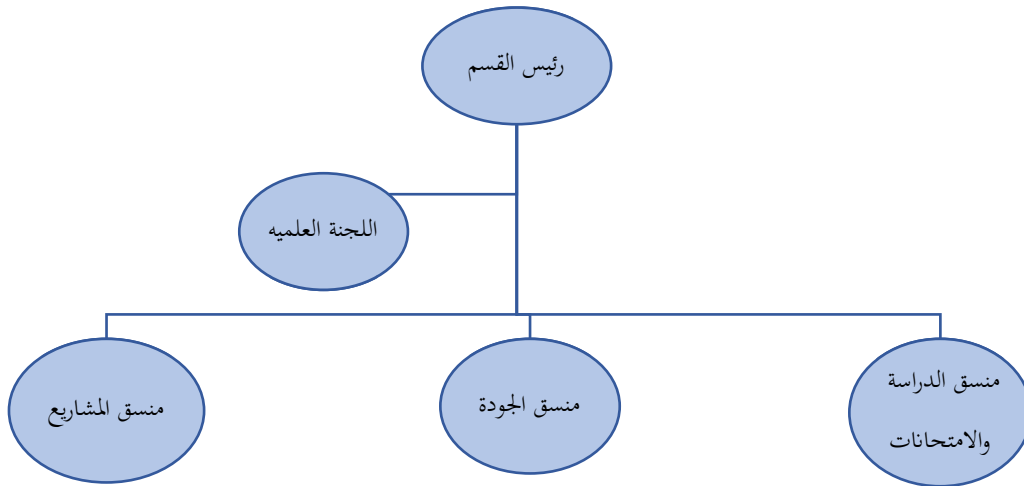 رئيس القسم
اللجنة العلميه
منسق الدراسة
والامتحانات
منسق الجودة
منسق المشاريع